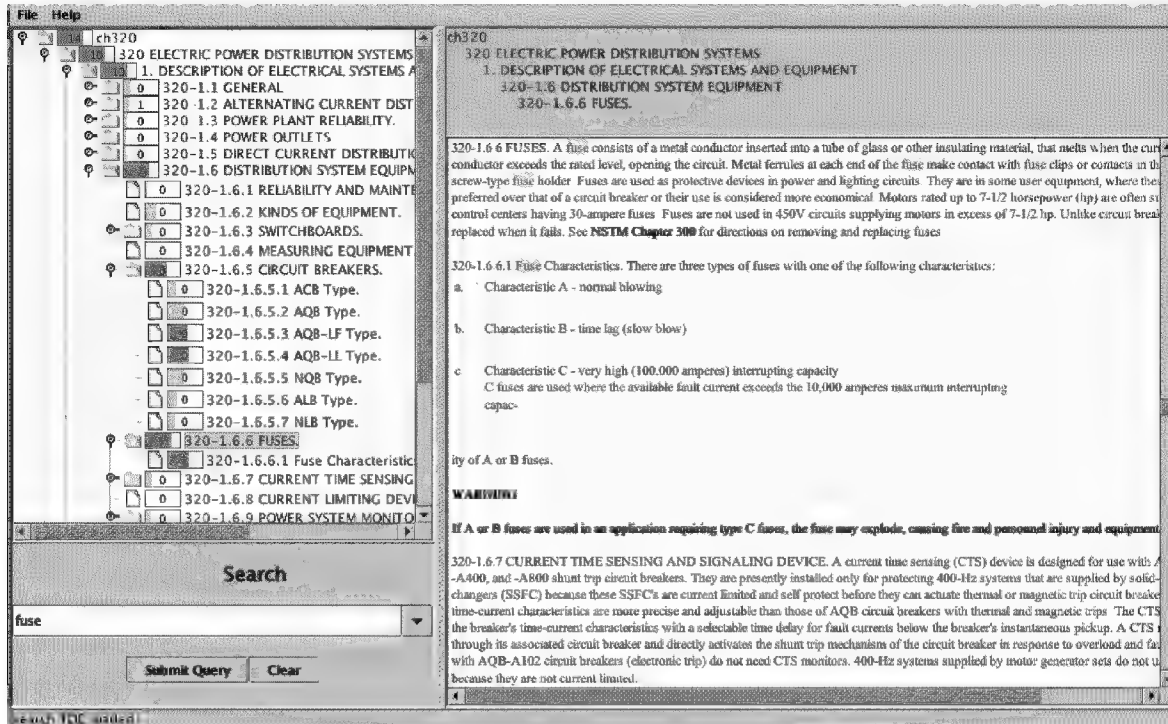 File Help
14 ch320
16 320 ELECTRIC POWER DISTRIBUTION SYSTEMS
15 1. DESCRIPTION OF ELECTRICAL SYSTEMS A
0 320-1.1 GENERAL
1 320-1.2 ALTERNATING CURRENT DIST
0 320-1.3 POWER PLANT RELIABILITY.
0 320-1.4 POWER OUTLETS
0 320-1.5 DIRECT CURRENT DISTRIBUTK
320-1.6 DISTRIBUTION SYSTEM EQUIPM
0 320-1.6.1 RELIABILITY AND MAINTE
0 320-1.6.2 KINDS OF EQUIPMENT.
0 320-1.6.3 SWITCHBOARDS.
0 320-1.6.4 MEASURING EQUIPMENT
320-1.6.5 CIRCUIT BREAKERS.
0 320-1.6.5.1 ACB Type.
0 320-1.6.5.2 AQB Type.
320-1.6.5.3 AQB-LF Type.
320-1.6.5.4 AQB-LL Type.
0 320-1.6.5.5 NQB Type.
0 320-1.6.5.6 ALB Type.
0 320-1.6.5.7 NLB Type.
320-1.6.6 FUSES.
320-1.6.6.1 Fuse Characteristic
0 320-1.6.7 CURRENT TIME SENSING
0 320-1.6.8 CURRENT LIMITING DEVI
0 320-1.6.9 POWER SYSTEM MONITO
Search
fuse
Submit Query Clear
ch320
320 ELECTRIC POWER DISTRIBUTION SYSTEMS
1. DESCRIPTION OF ELECTRICAL SYSTEMS AND EQUIPMENT
320-1.6 DISTRIBUTION SYSTEM EQUIPMENT
320-1.6.6 FUSES.
320-1.6 6 FUSES. A fuse consists of a metal conductor inserted into a tube of glass or other insulating material, that melts when the curr
conductor exceeds the rated level, opening the circuit. Metal ferrules at each end of the fuse make contact with fuse clips or contacts in th
screw-type fuse holder Fuses are used as protective devices in power and lighting circuits They are in some user equipment, where thes
preferred over that of a circuit breaker or their use is considered more economical Motors rated up to 7-1/2 horsepower (hp) are often su
control centers having 30-ampere fuses Fuses are not used in 450V circuits supplying motors in excess of 7-1/2 hp. Unlike circuit break
replaced when it fails. See NSTM Chapter 300 for directions on removing and replacing fuses
320-1.6 6.1 Fuse Characteristics. There are three types of fuses with one of the following characteristics:
a. Characteristic A - normal blowing
b. Characteristic B - time lag (slow blow)
c Characteristic C - very high (100.000 amperes) interrupting capacity
C fuses are used where the available fault current exceeds the 10,000 amperes maximum interrupting
capac-
ity of A or B fuses.
WARNING
If A or B fuses are used in an application requiring type C fuses, the fuse may explode, causing fire and personnel injury and equipment
320-1.6.7 CURRENT TIME SENSING AND SIGNALING DEVICE. A current time sensing (CTS) device is designed for use with A
-A400, and -A800 shunt trip circuit breakers. They are presently installed only for protecting 400-Hz systems that are supplied by solid-
changers (SSFC) because these SSFC's are current limited and self protect before they can actuate thermal or magnetic trip circuit breake
time-current characteristics are more precise and adjustable than those of AQB circuit breakers with thermal and magnetic trips The CTS
the breaker's time-current characteristics with a selectable time delay for fault currents below the breaker's instantaneous pickup. A CTS
through its associated circuit breaker and directly activates the shunt trip mechanism of the circuit breaker in response to overload and fau
with AQB-A102 circuit breakers (electronic trip) do not need CTS monitors. 400-Hz systems supplied by motor generator sets do not u
because they are not current limited.